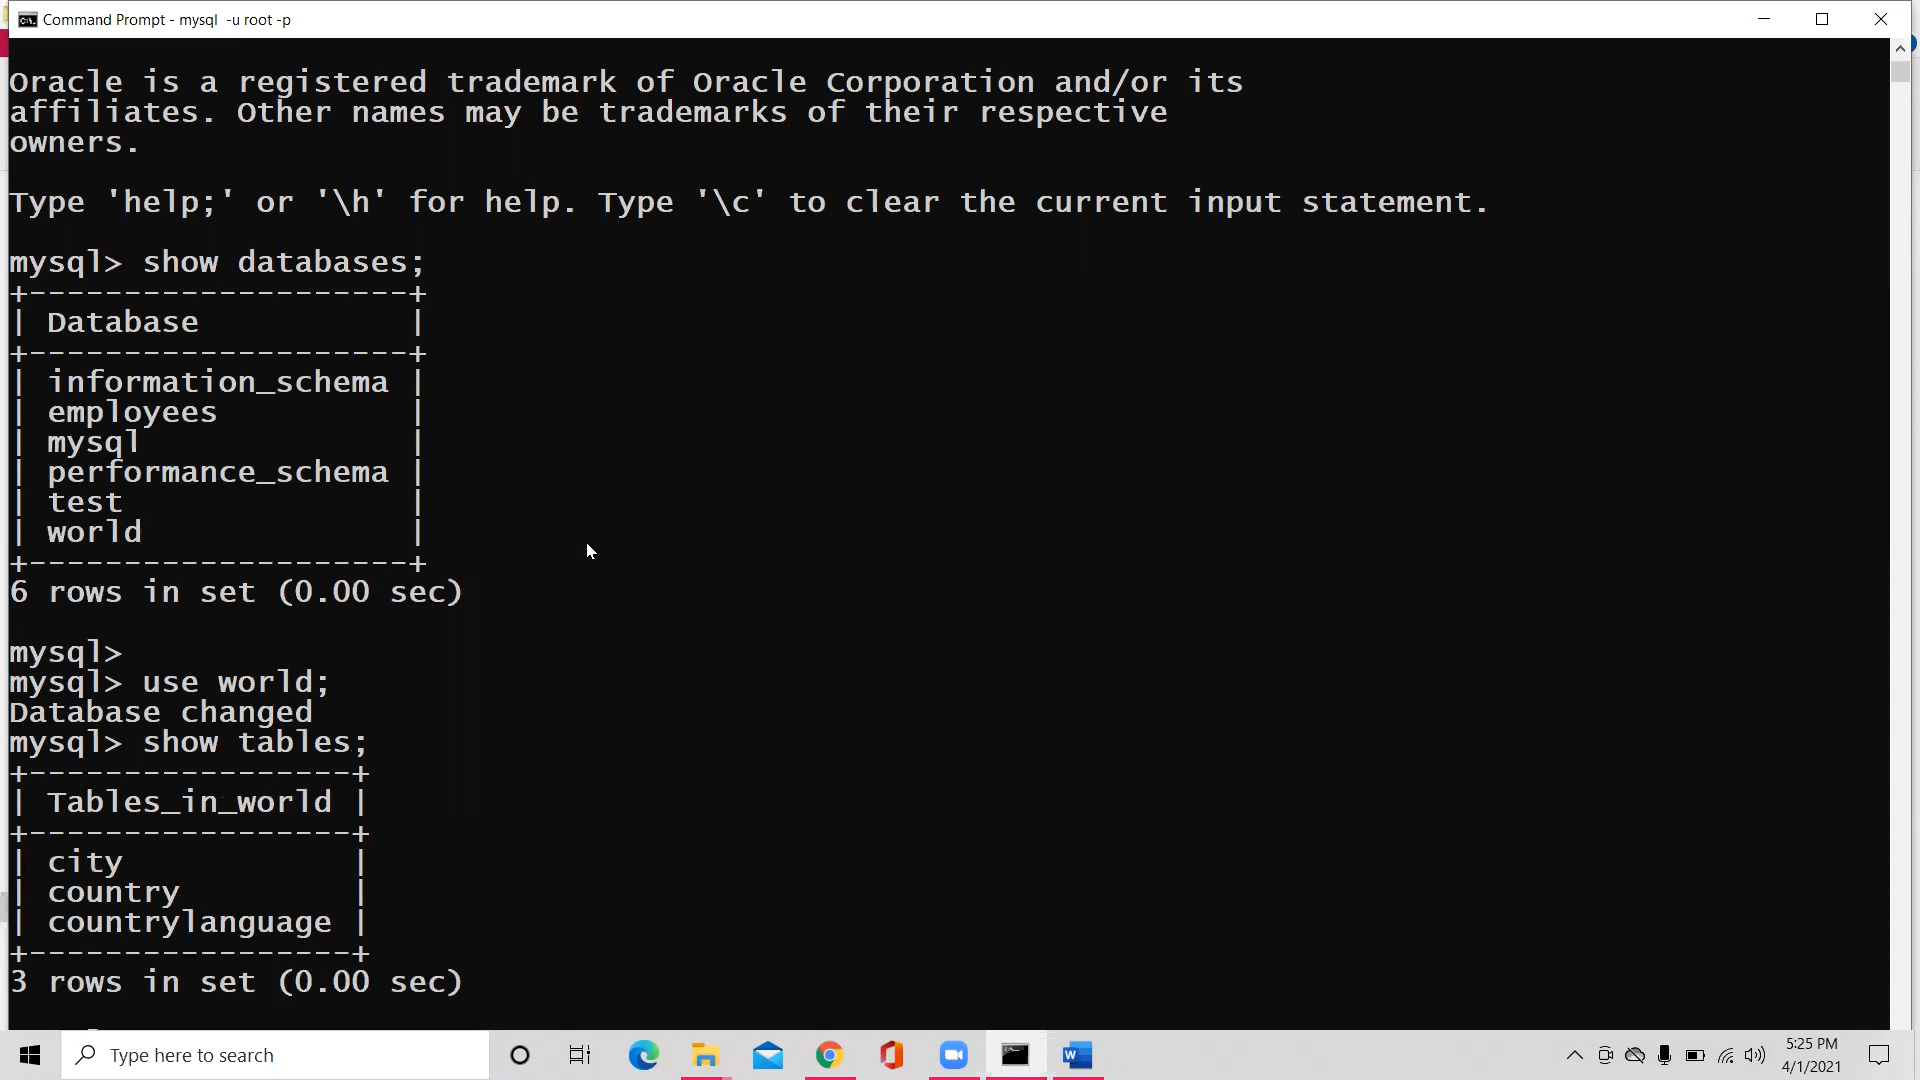 Command Prompt - mysql  -u root -p
Oracle is a registered trademark of Oracle Corporation and/or its
affiliates. Other names may be trademarks of their respective
owners.
Type 'help;' or '\h' for help. Type '\c' to clear the current input statement.
mysql> show databases;
+--------------------+
| Database           |
+--------------------+
| information_schema |
| employees          |
| mysql              |
| performance_schema |
| test               |
| world              |
+--------------------+
6 rows in set (0.00 sec)
mysql>
mysql> use world;
Database changed
mysql> show tables;
+-----------------+
| Tables_in_world |
+-----------------+
| city            |
| country         |
| countrylanguage |
+-----------------+
3 rows in set (0.00 sec)
Type here to search
5:25 PM
4/1/2021